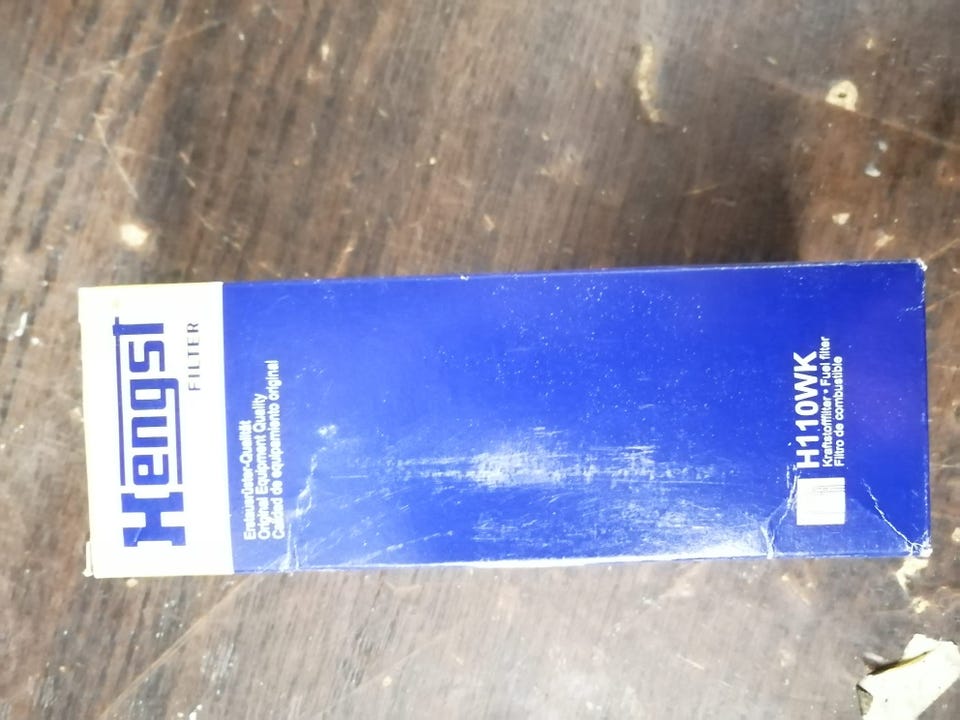 Hengst
FILTER
Erstausrüster-Qualität
Original Equipment Quality
Calidad de equipamiento original
H110WK
Kraftstofffilter • Fuel filter
Filtro de combustible